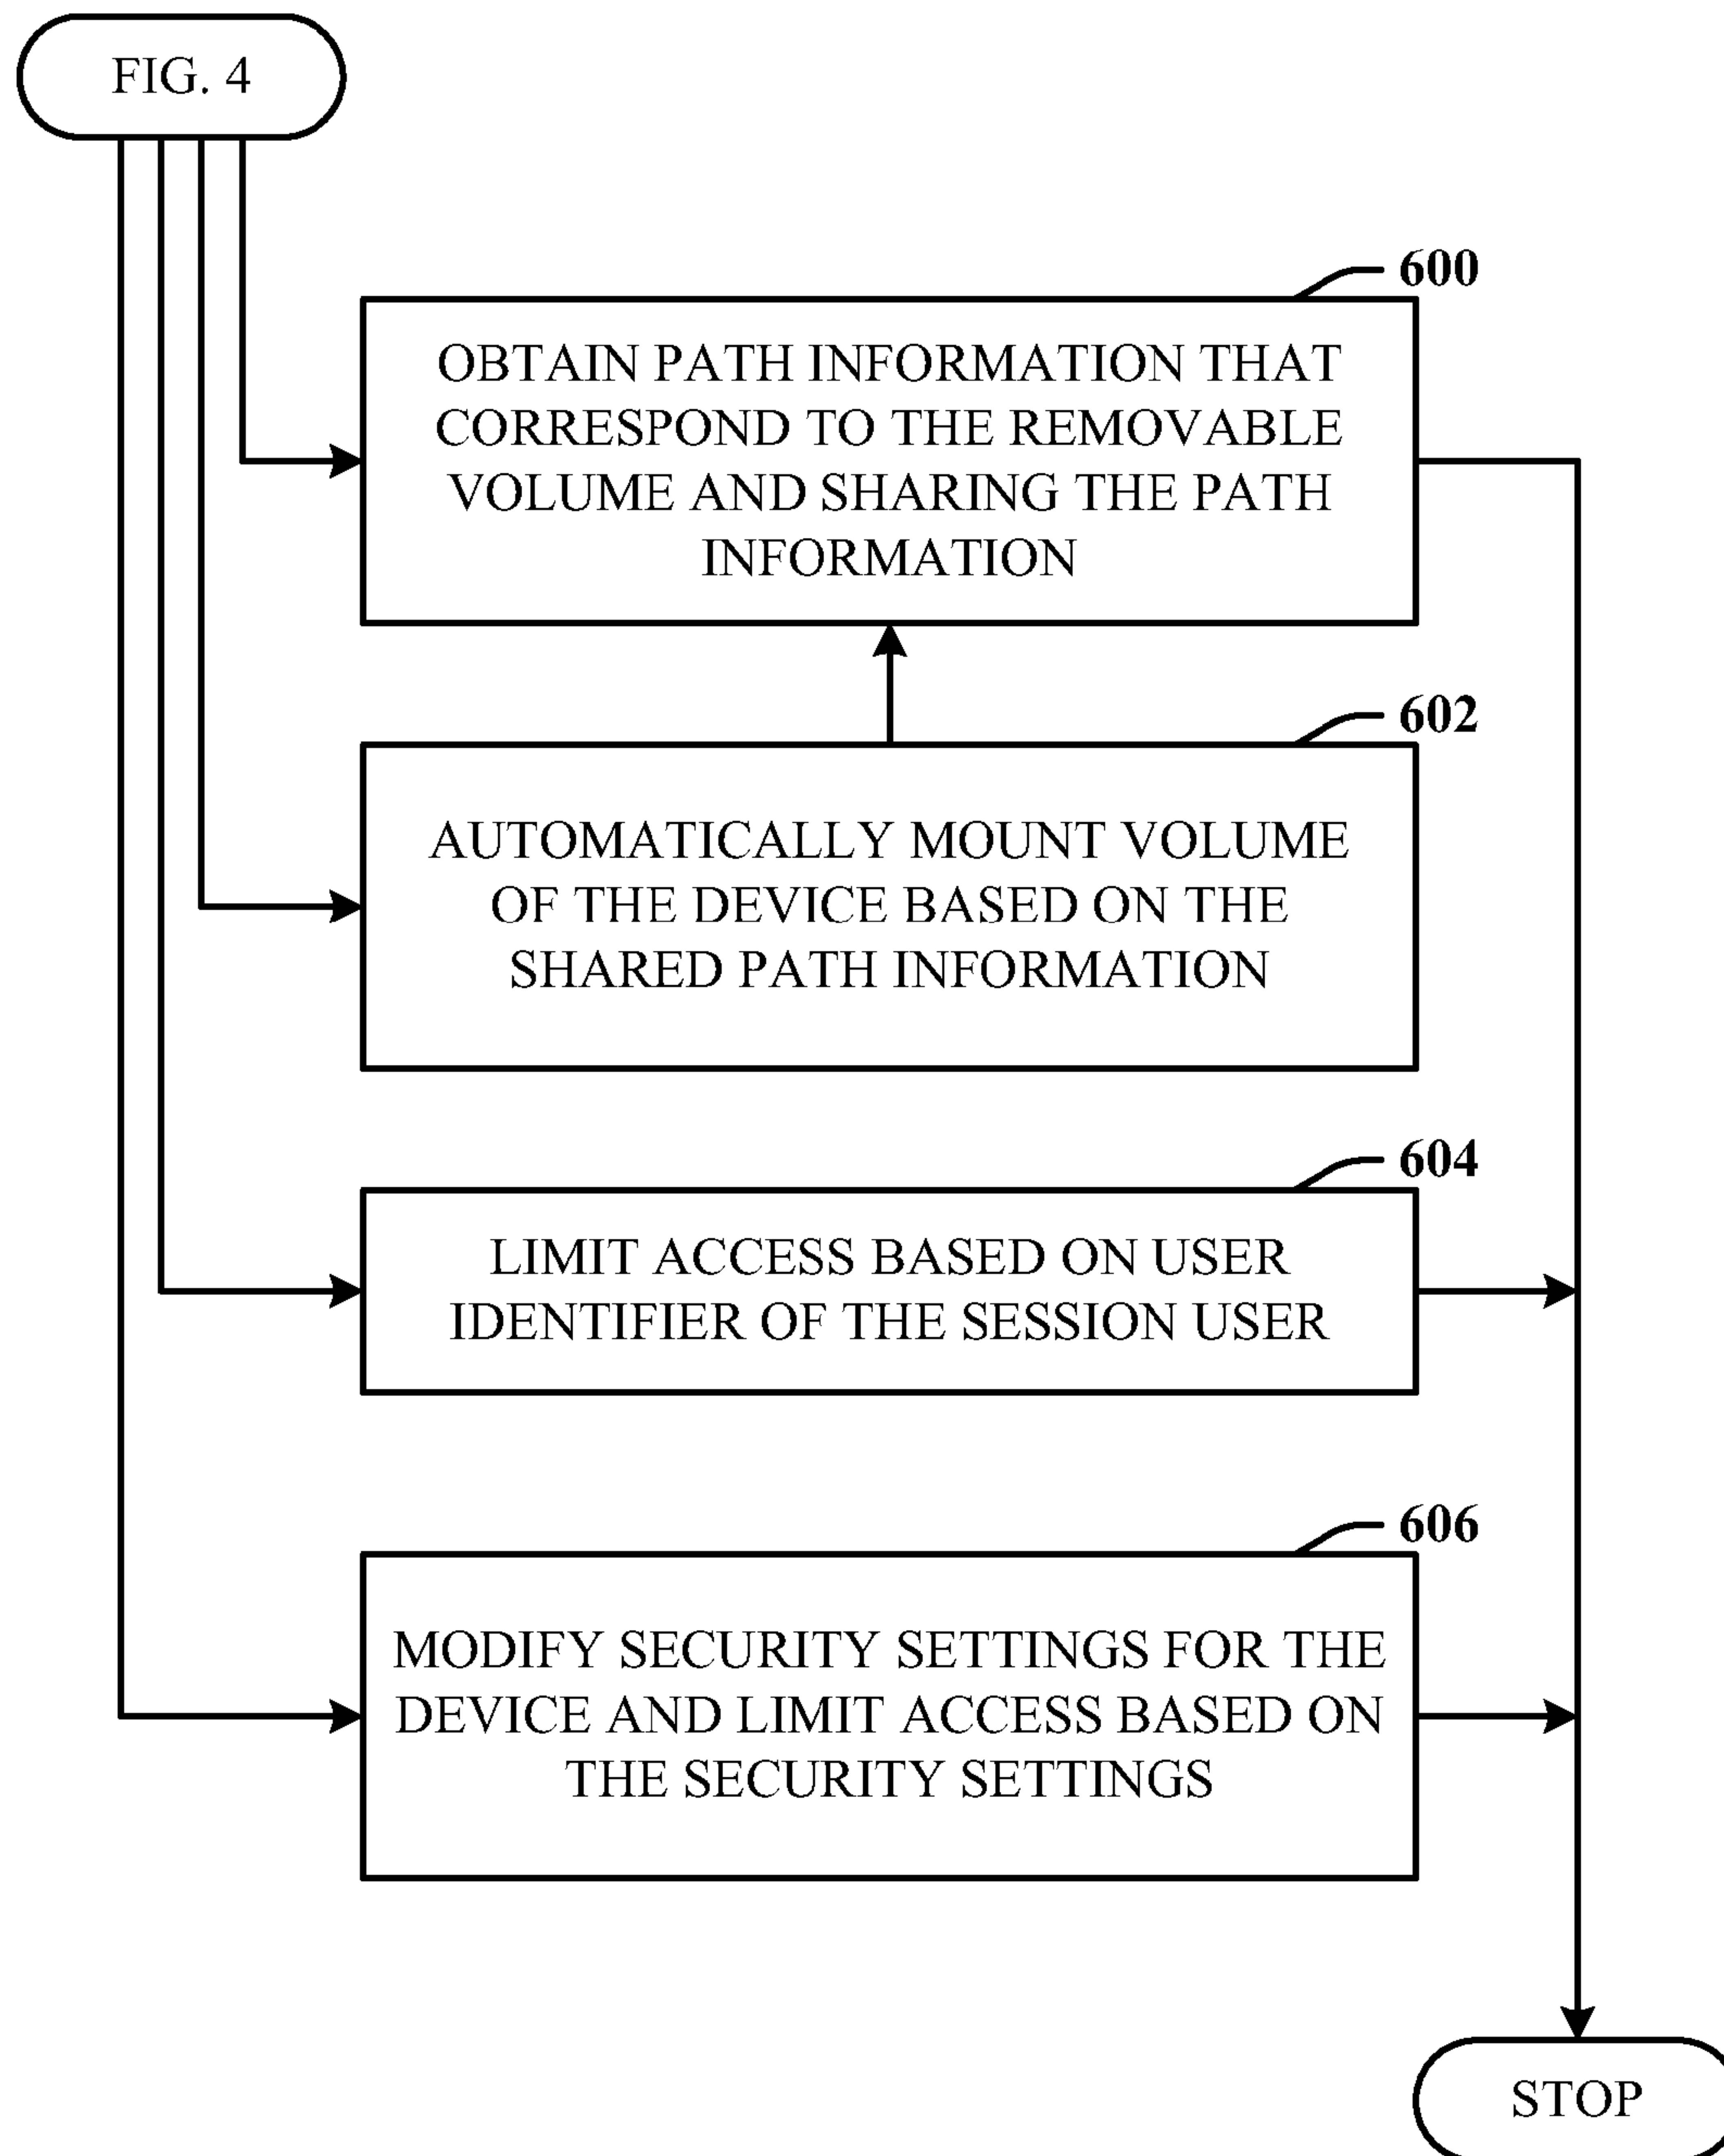 FIG. 4
600
OBTAIN PATH INFORMATION THAT
CORRESPOND TO THE REMOVABLE
VOLUME AND SHARING THE PATH
INFORMATION
602
AUTOMATICALLY MOUNT VOLUME
OF THE DEVICE BASED ON THE
SHARED PATH INFORMATION
604
LIMIT ACCESS BASED ON USER
IDENTIFIER OF THE SESSION USER
606
MODIFY SECURITY SETTINGS FOR THE
DEVICE AND LIMIT ACCESS BASED ON
THE SECURITY SETTINGS
STOP